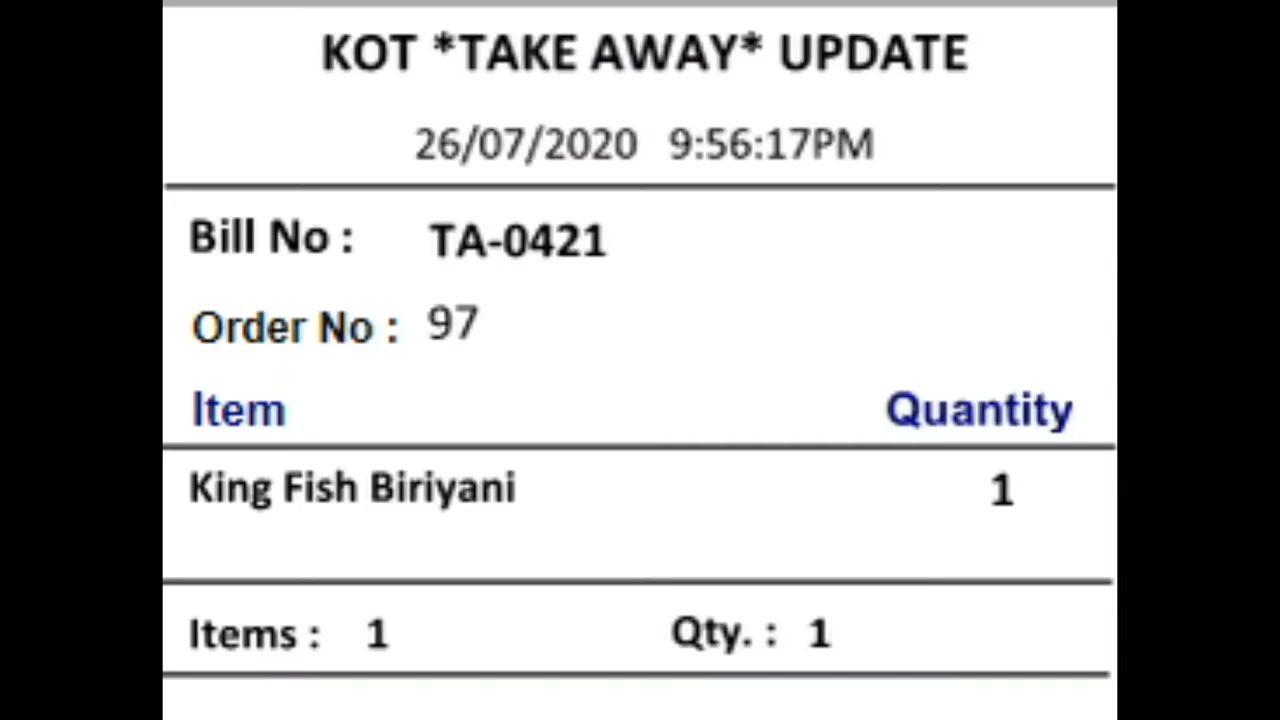 KOT *TAKE AWAY* UPDATE
26/07/2020 9:56:17PM
Bill No : TA-0421
Order No : 97
Item Quantity
King Fish Biriyani 1
Items : 1 Qty. : 1